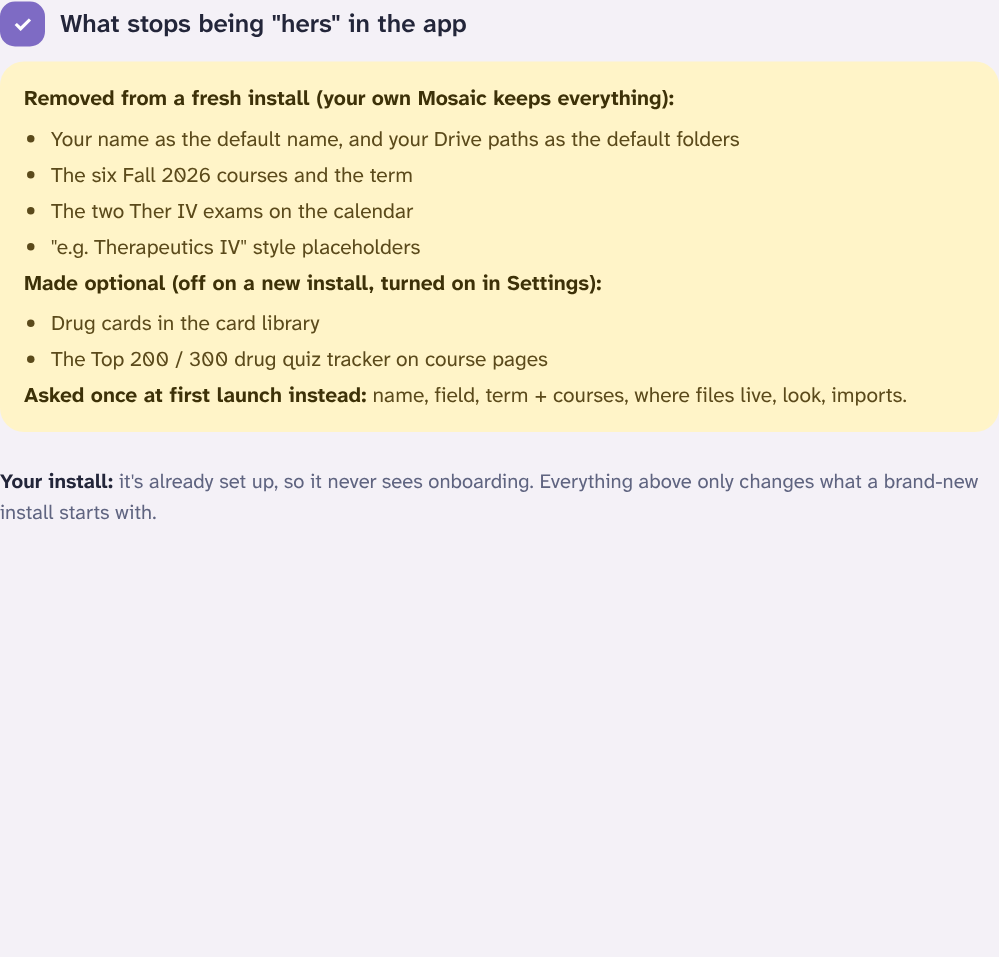 What stops being "hers" in the app
Removed from a fresh install (your own Mosaic keeps everything):
• Your name as the default name, and your Drive paths as the default folders
• The six Fall 2026 courses and the term
• The two Ther IV exams on the calendar
• "e.g. Therapeutics IV" style placeholders
Made optional (off on a new install, turned on in Settings):
• Drug cards in the card library
• The Top 200 / 300 drug quiz tracker on course pages
Asked once at first launch instead: name, field, term + courses, where files live, look, imports.
Your install: it's already set up, so it never sees onboarding. Everything above only changes what a brand-new
install starts with.